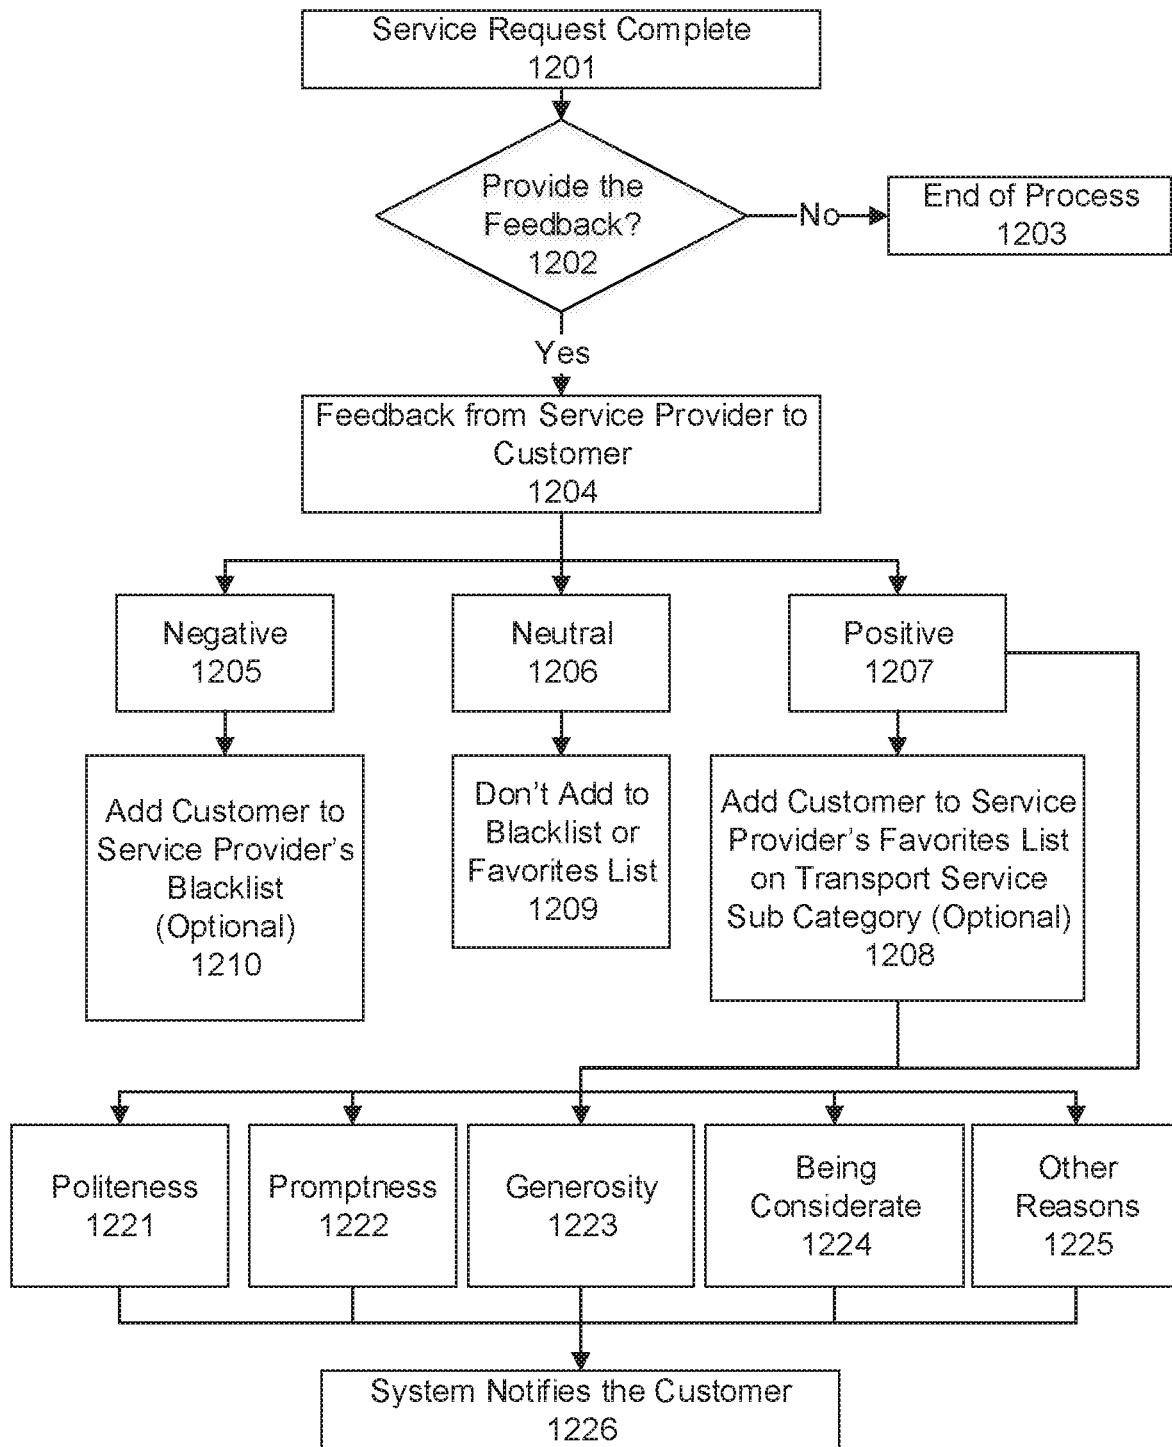 Service Request Complete
1201
Provide the
Feedback?
1202
No
End of Process
1203
Yes
Feedback from Service Provider to
Customer
1204
Negative
1205
Neutral
1206
Positive
1207
Add Customer to
Service Provider's
Blacklist
(Optional)
1210
Don't Add to
Blacklist or
Favorites List
1209
Add Customer to Service
Provider's Favorites List
on Transport Service
Sub Category (Optional)
1208
Politeness
1221
Promptness
1222
Generosity
1223
Being
Considerate
1224
Other
Reasons
1225
System Notifies the Customer
1226